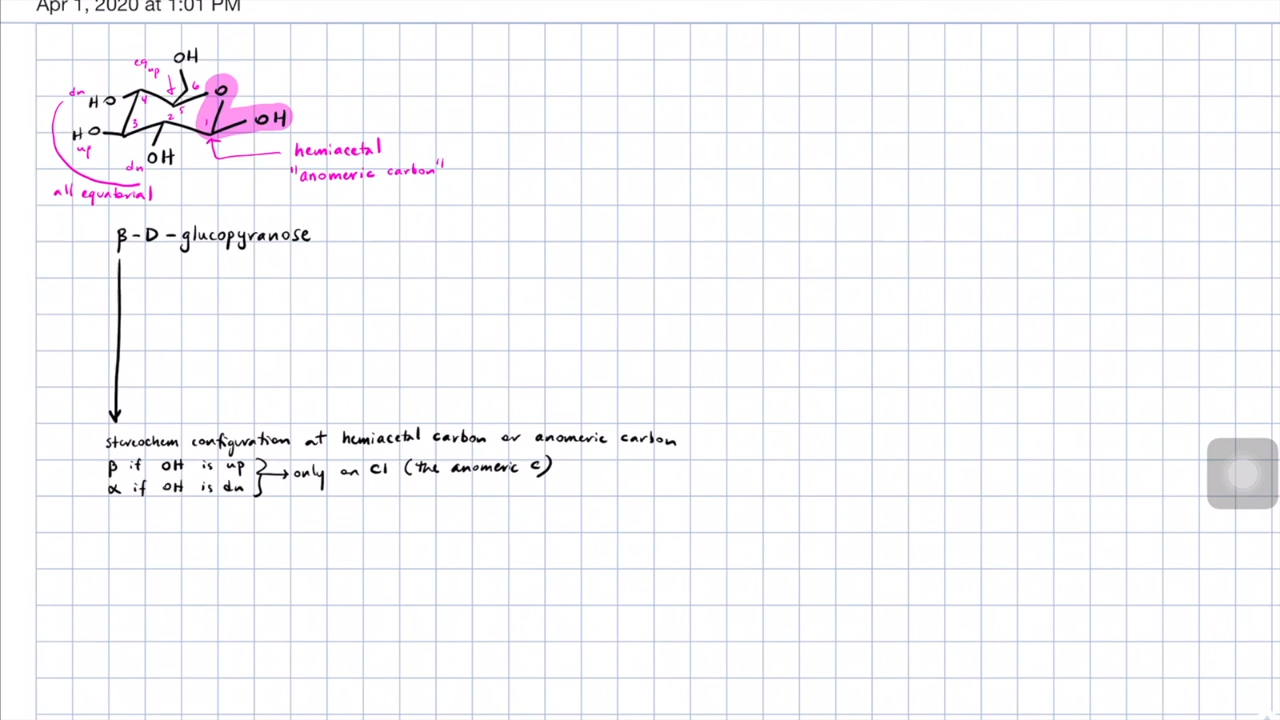 Apr 1, 2020 at 1:01 PM
OH
eq up
6
dn
HO
4
5
O
HO
3
2
1
OH
up
dn
OH
hemiacetal
"anomeric carbon"
all equatorial
β-D-glucopyranose
stereochem configuration at hemiacetal carbon or anomeric carbon
β if OH is up
α if OH is dn
only on C1 (the anomeric C)